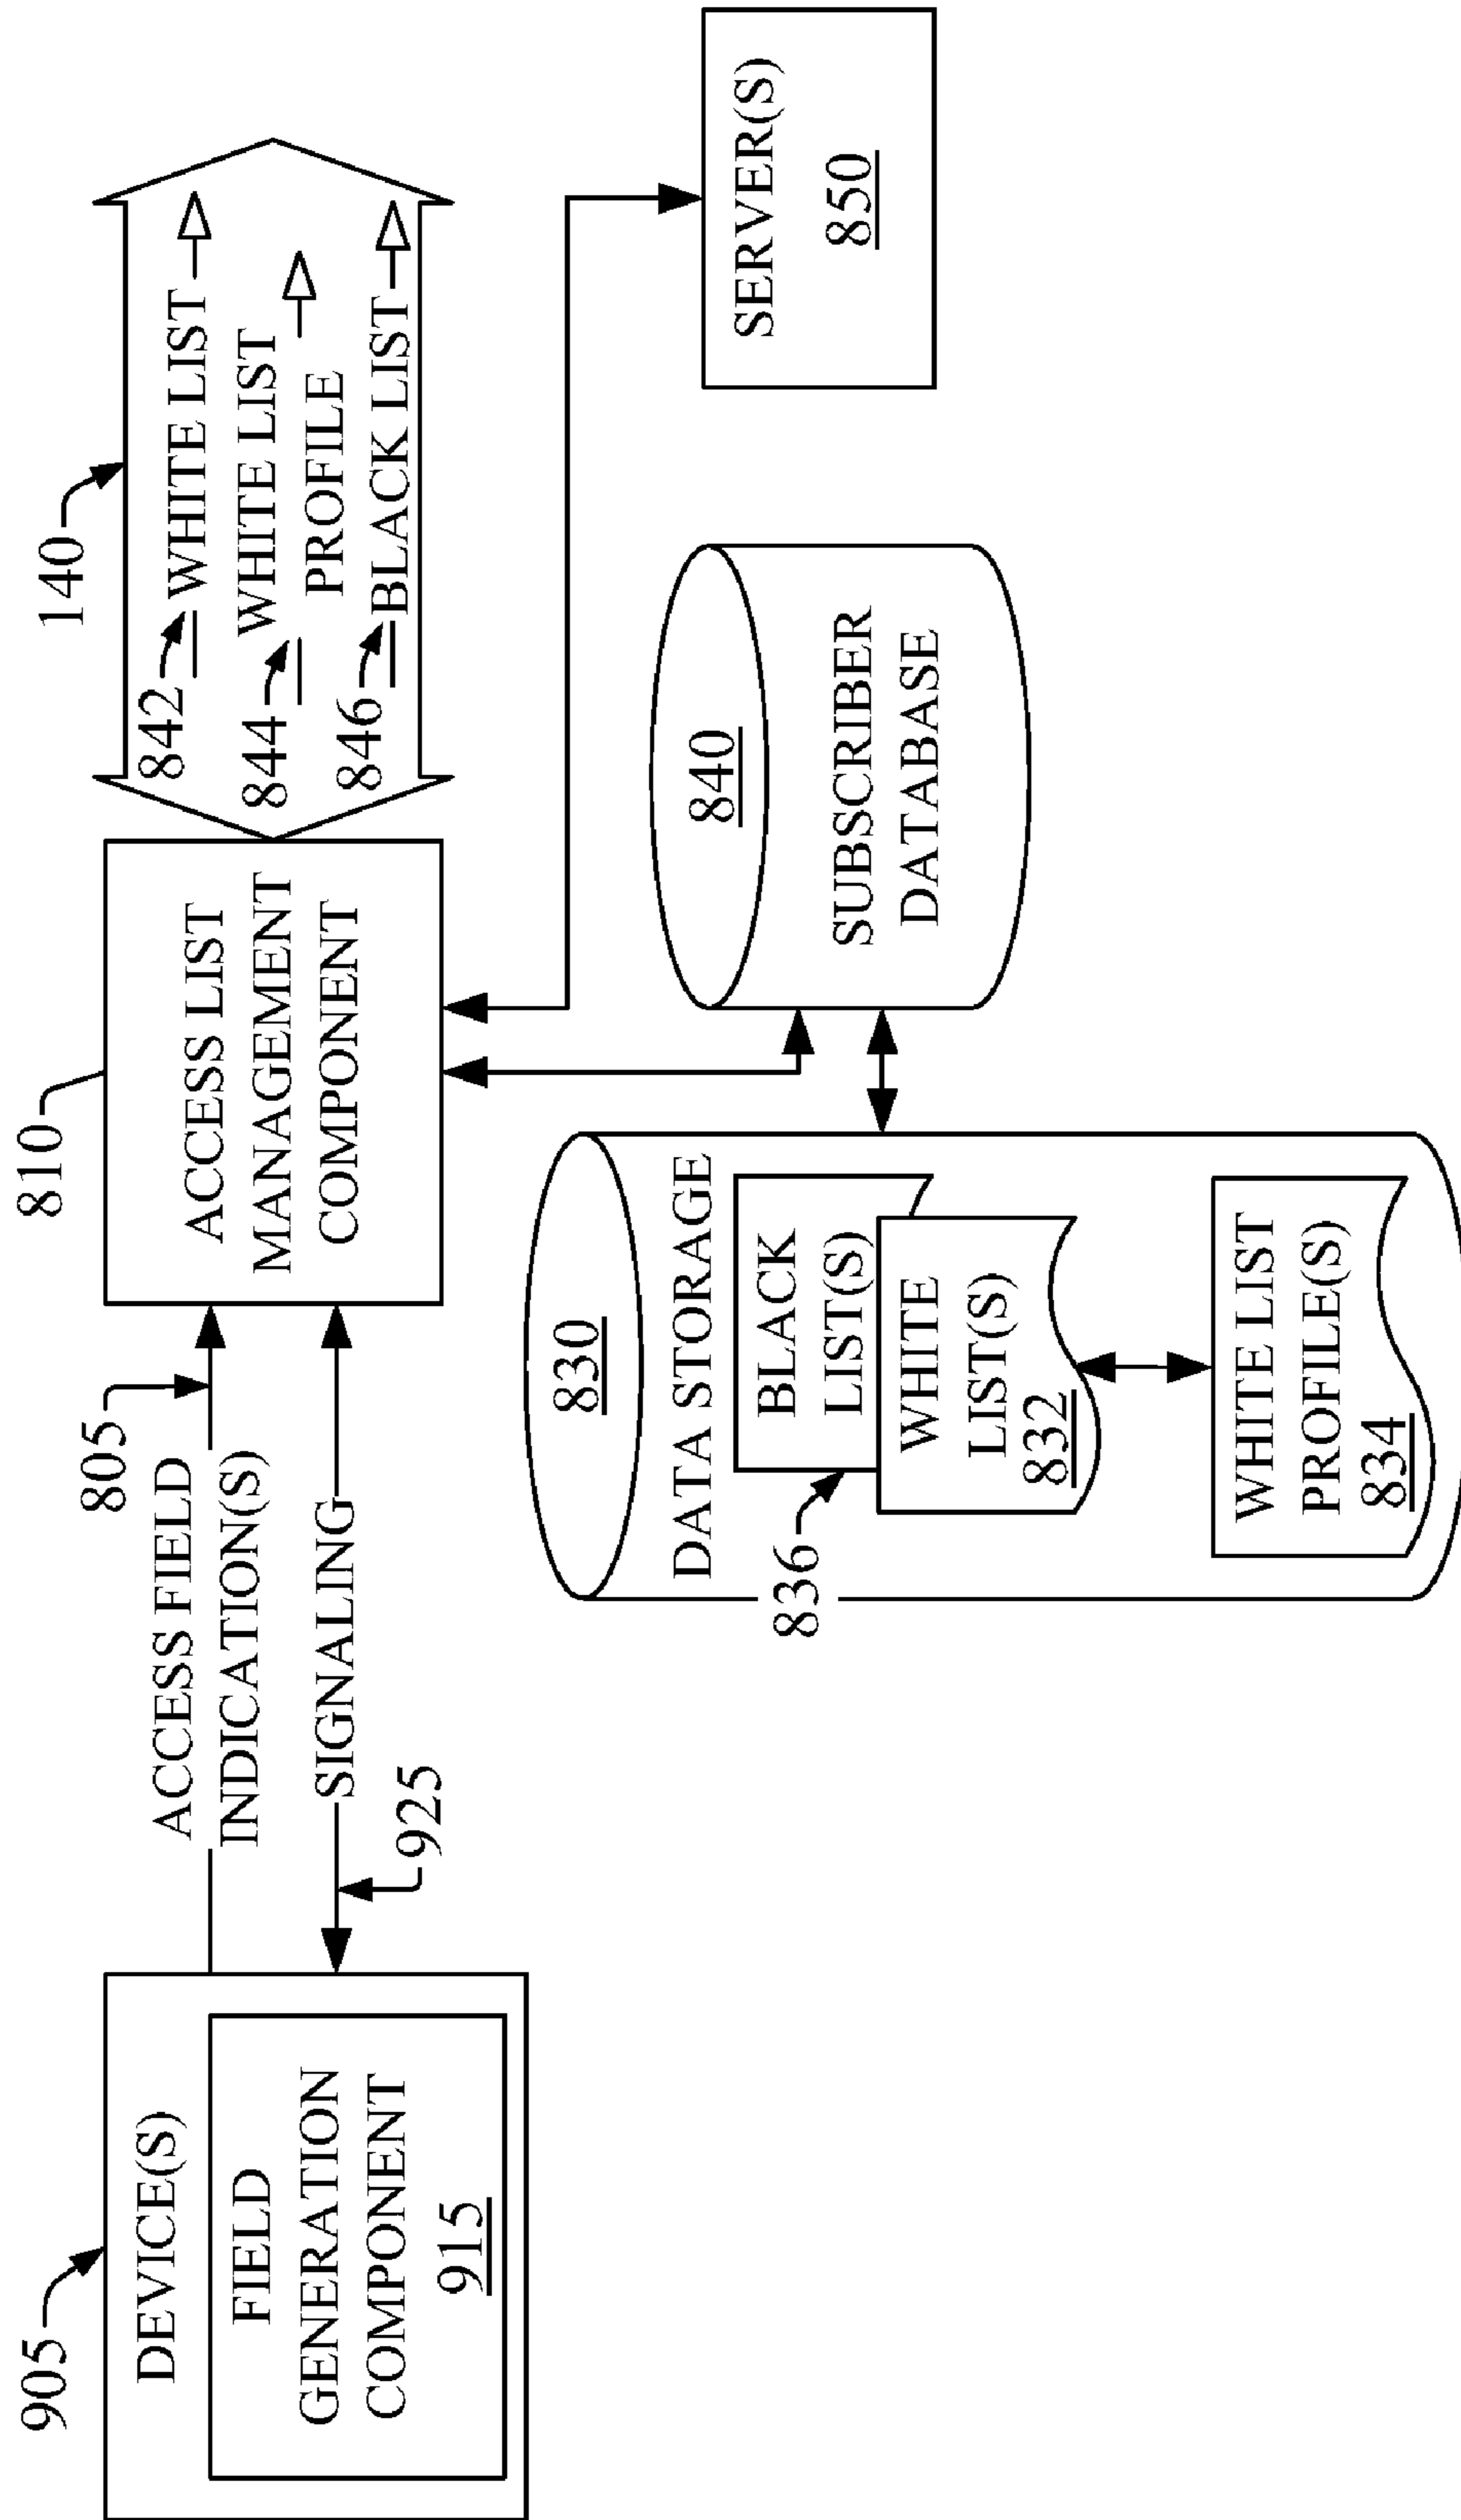 905
DEVICE(S)
FIELD
GENERATION
COMPONENT
915
ACCESS FIELD
INDICATION(S)
805
SIGNALING
925
810
ACCESS LIST
MANAGEMENT
COMPONENT
140
842
WHITE LIST
844
WHITE LIST
PROFILE
846
BLACK LIST
830
DATA STORAGE
836
BLACK
LIST(S)
WHITE
LIST(S)
832
WHITE LIST
PROFILE(S)
834
840
SUBSCRIBER
DATABASE
SERVER(S)
850